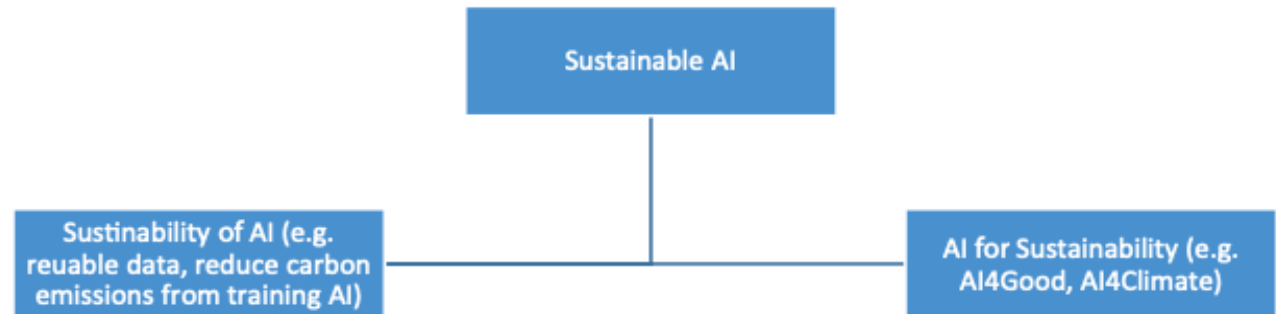 Sustainable AI
Sustinability of AI (e.g.
reuable data, reduce carbon
emissions from training AI)
AI for Sustainability (e.g.
AI4Good, AI4Climate)